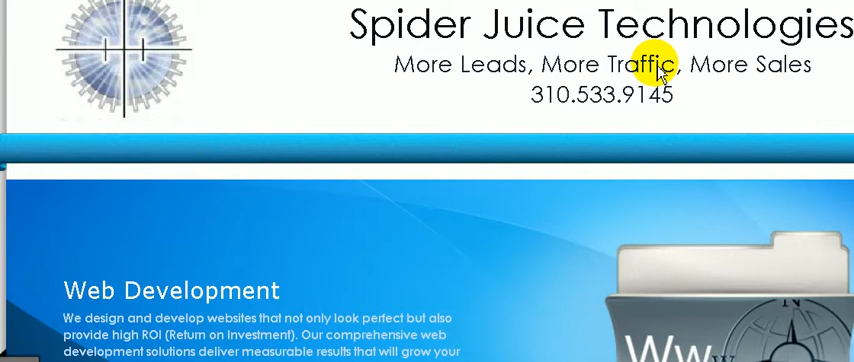 Spider Juice Technologies
More Leads, More Traffic, More Sales
310.533.9145
Web Development
We design and develop websites that not only look perfect but also
provide high ROI (Return on Investment). Our comprehensive web
development solutions deliver measurable results that will grow your
N
Ww